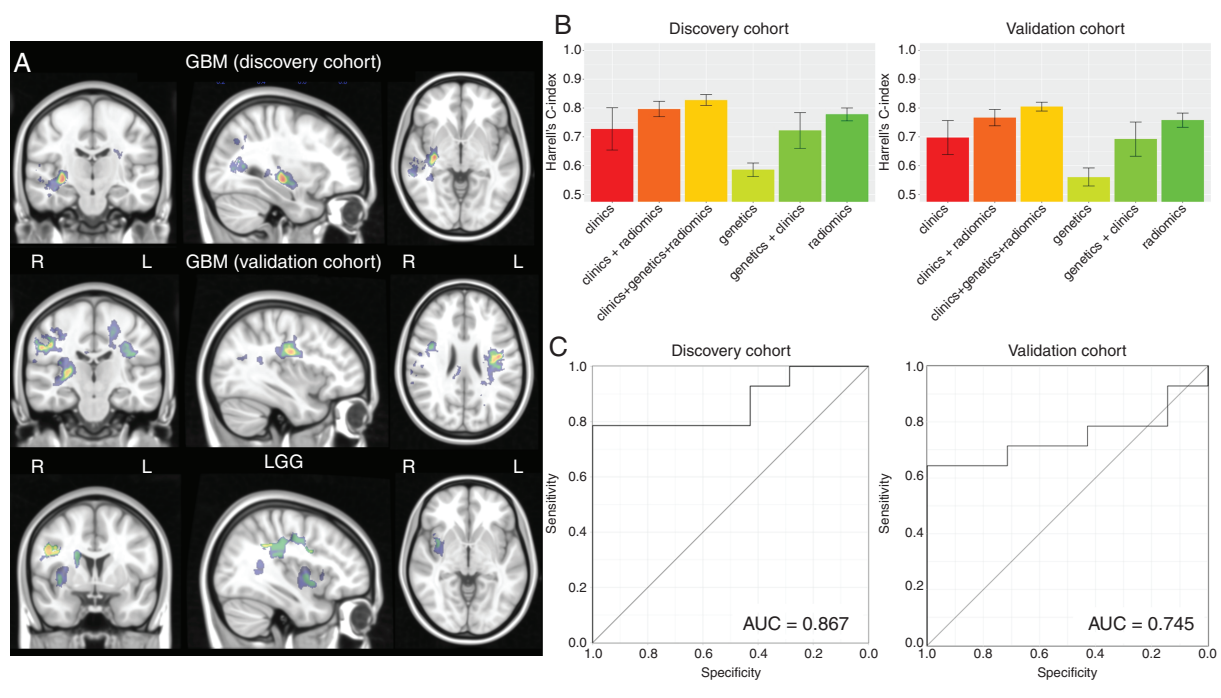 A
GBM (discovery cohort)
R L R L
GBM (validation cohort)
R L R L
LGG
B
Discovery cohort
Harrell's C-index
1.0
0.9
0.8
0.7
0.6
0.5
clinics
clinics + radiomics
clinics+genetics+radiomics
genetics
genetics + clinics
radiomics
Validation cohort
Harrell's C-index
1.0
0.9
0.8
0.7
0.6
0.5
clinics
clinics + radiomics
clinics+genetics+radiomics
genetics
genetics + clinics
radiomics
C
Discovery cohort
Sensitivity
1.0
0.8
0.6
0.4
0.2
0.0
AUC = 0.867
1.0 0.8 0.6 0.4 0.2 0.0
Specificity
Validation cohort
Sensitivity
1.0
0.8
0.6
0.4
0.2
0.0
AUC = 0.745
1.0 0.8 0.6 0.4 0.2 0.0
Specificity